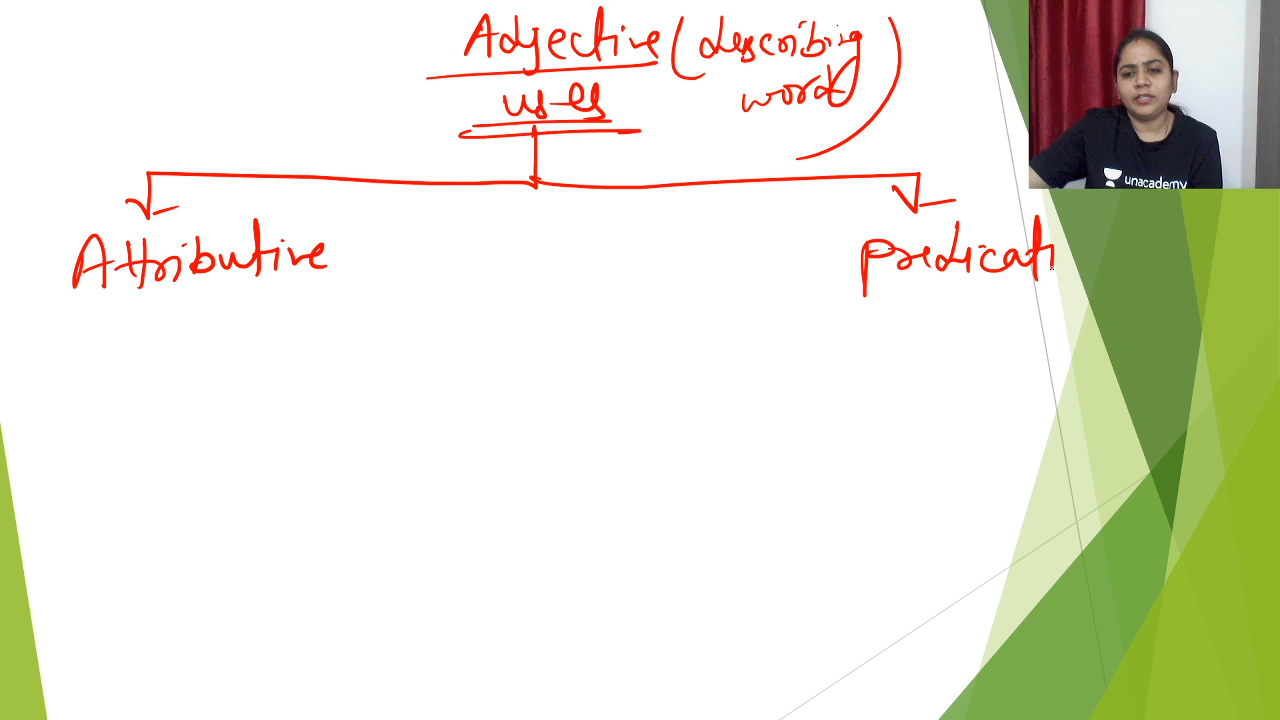 Adjective (describing
word)
uses
Attributive
Predicati
unacademy